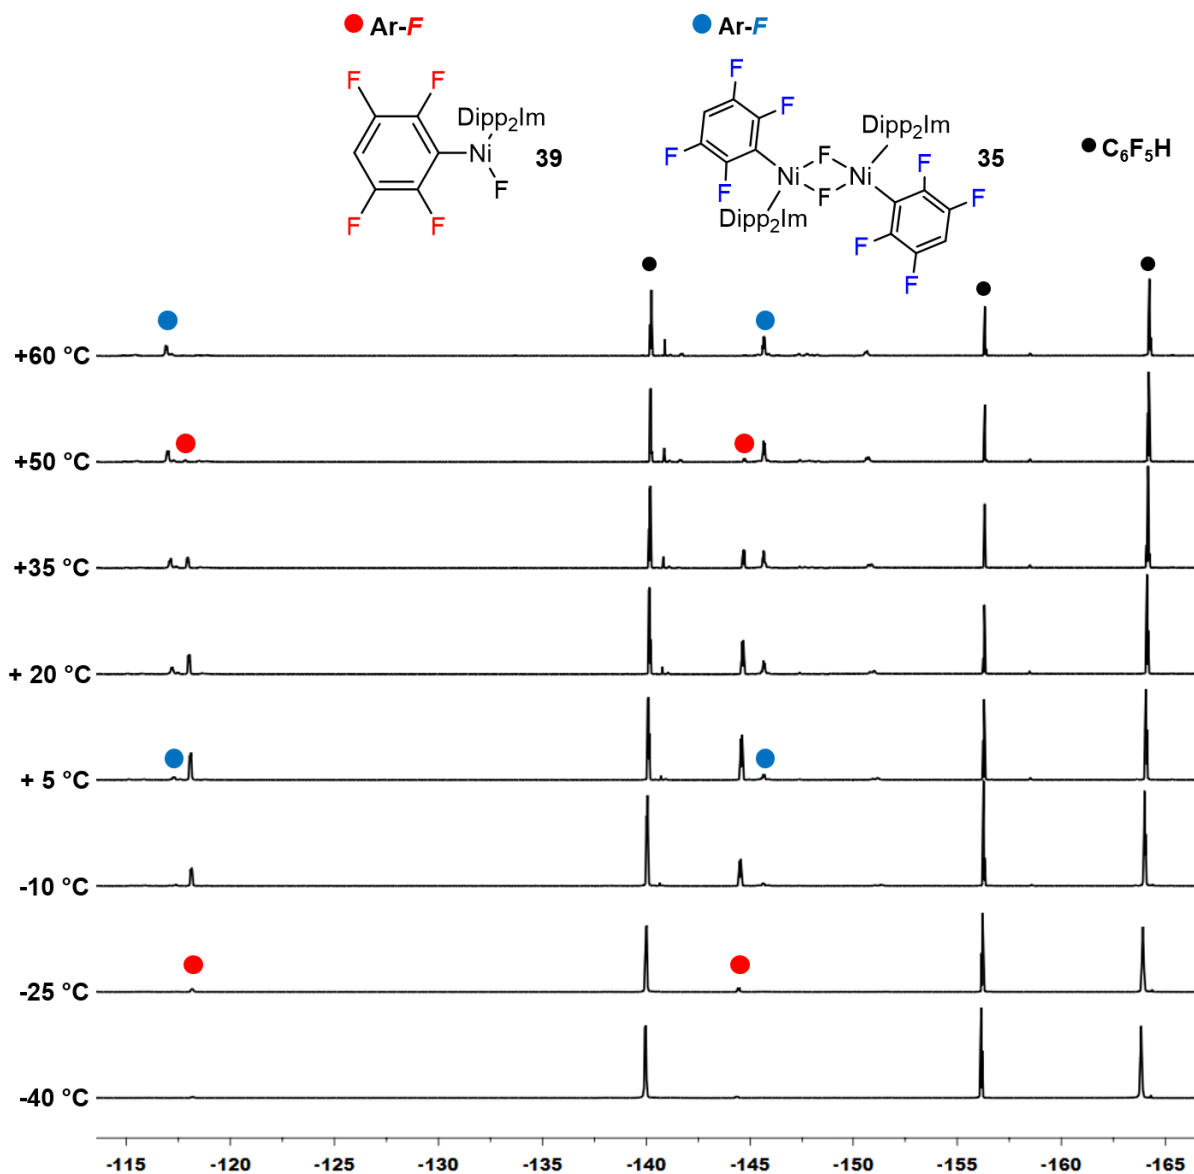 Ar-F
Ar-F
F F
Dipp₂Im
Ni
39
F
F F
F
F
F
F
Dipp₂Im
35
Ni
F
F
Ni
Dipp₂Im
F
F
F
F
C₆F₅H
+60 °C
+50 °C
+35 °C
+ 20 °C
+ 5 °C
-10 °C
-25 °C
-40 °C
-115 -120 -125 -130 -135 -140 -145 -150 -155 -160 -165